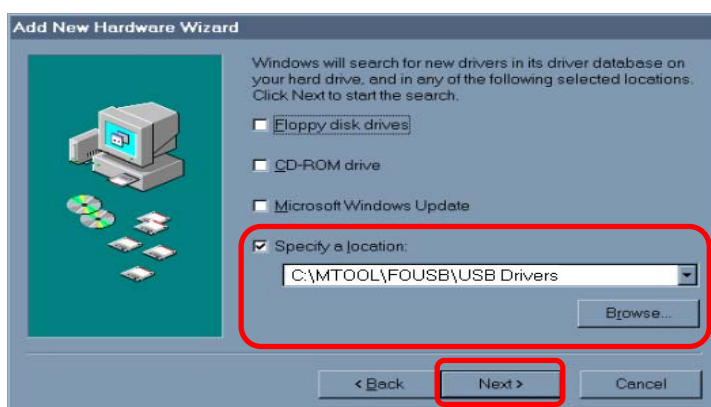 Add New Hardware Wizard
Windows will search for new drivers in its driver database on
your hard drive, and in any of the following selected locations.
Click Next to start the search.
Floppy disk drives
CD-ROM drive
Microsoft Windows Update
Specify a location:
C:\MTOOL\FOUSB\USB Drivers
Browse...
< Back
Next >
Cancel